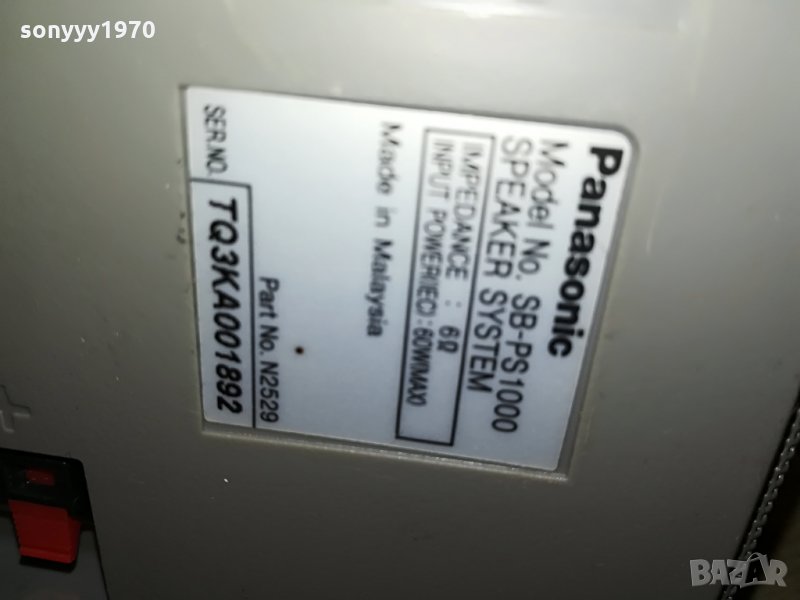 sonyyy1970
Panasonic
Model No. SB-PS1000
SPEAKER SYSTEM
IMPEDANCE : 6Ω
INPUT POWER(IEC) : 60W(MAX)
Made in Malaysia
Part No. N2529
SER.NO. TQ3KA001892
+
BAZAR